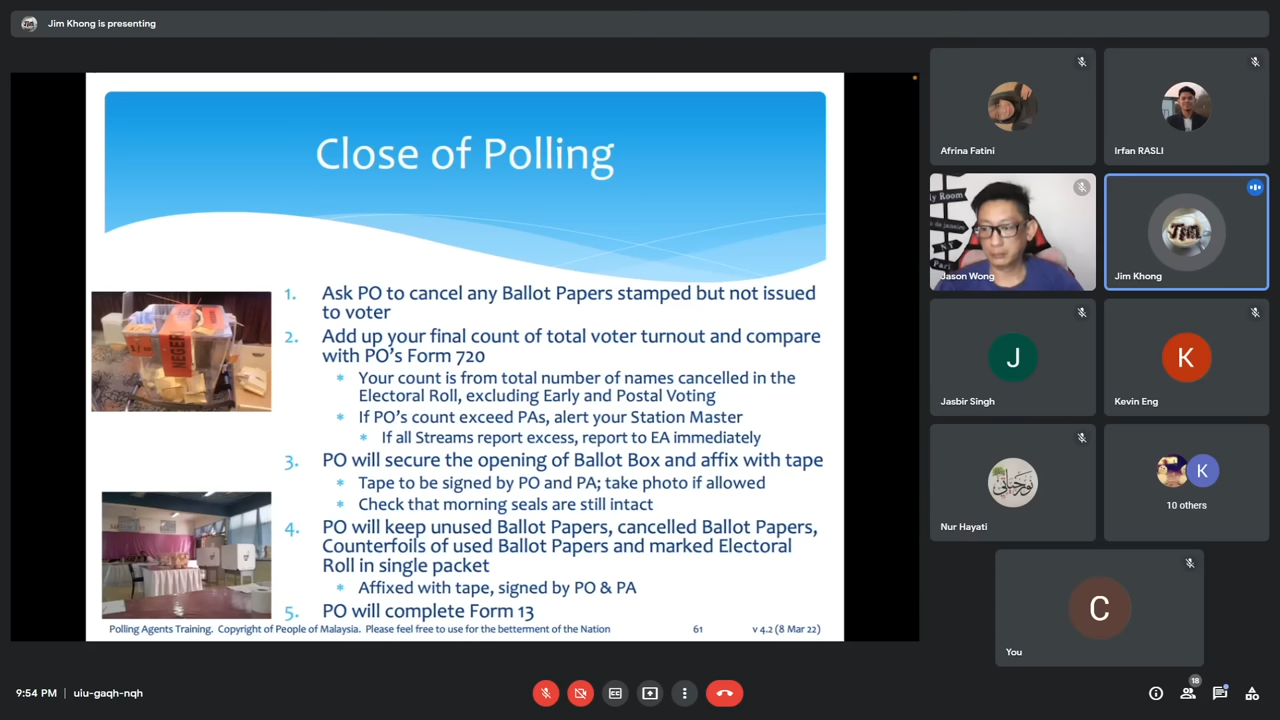 Jim Khong is presenting
Close of Polling
1. Ask PO to cancel any Ballot Papers stamped but not issued
to voter
2. Add up your final count of total voter turnout and compare
with PO's Form 720
* Your count is from total number of names cancelled in the
Electoral Roll, excluding Early and Postal Voting
* If PO's count exceed PAs, alert your Station Master
* If all Streams report excess, report to EA immediately
3. PO will secure the opening of Ballot Box and affix with tape
* Tape to be signed by PO and PA; take photo if allowed
* Check that morning seals are still intact
4. PO will keep unused Ballot Papers, cancelled Ballot Papers,
Counterfoils of used Ballot Papers and marked Electoral
Roll in single packet
* Affixed with tape, signed by PO & PA
5. PO will complete Form 13
Polling Agents Training. Copyright of People of Malaysia. Please feel free to use for the betterment of the Nation 61 v 4.2 (8 Mar 22)
NEGERI
Afrina Fatini
Irfan RASLI
ly Room
NY
Pari
Jason Wong
Jim
Jim Khong
J
Jasbir Singh
K
Kevin Eng
Nur Hayati
K
10 others
C
You
9:54 PM | uiu-gaqh-nqh
18